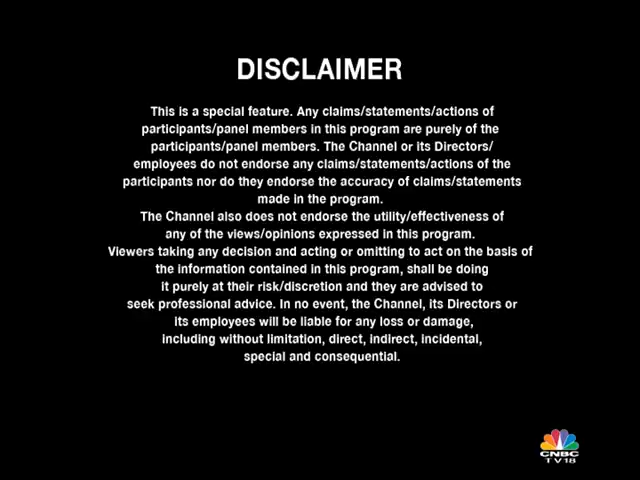 DISCLAIMER
This is a special feature. Any claims/statements/actions of
participants/panel members in this program are purely of the
participants/panel members. The Channel or its Directors/
employees do not endorse any claims/statements/actions of the
participants nor do they endorse the accuracy of claims/statements
made in the program.
The Channel also does not endorse the utility/effectiveness of
any of the views/opinions expressed in this program.
Viewers taking any decision and acting or omitting to act on the basis of
the information contained in this program, shall be doing
it purely at their risk/discretion and they are advised to
seek professional advice. In no event, the Channel, its Directors or
its employees will be liable for any loss or damage,
including without limitation, direct, indirect, incidental,
special and consequential.
CNBC
TV18